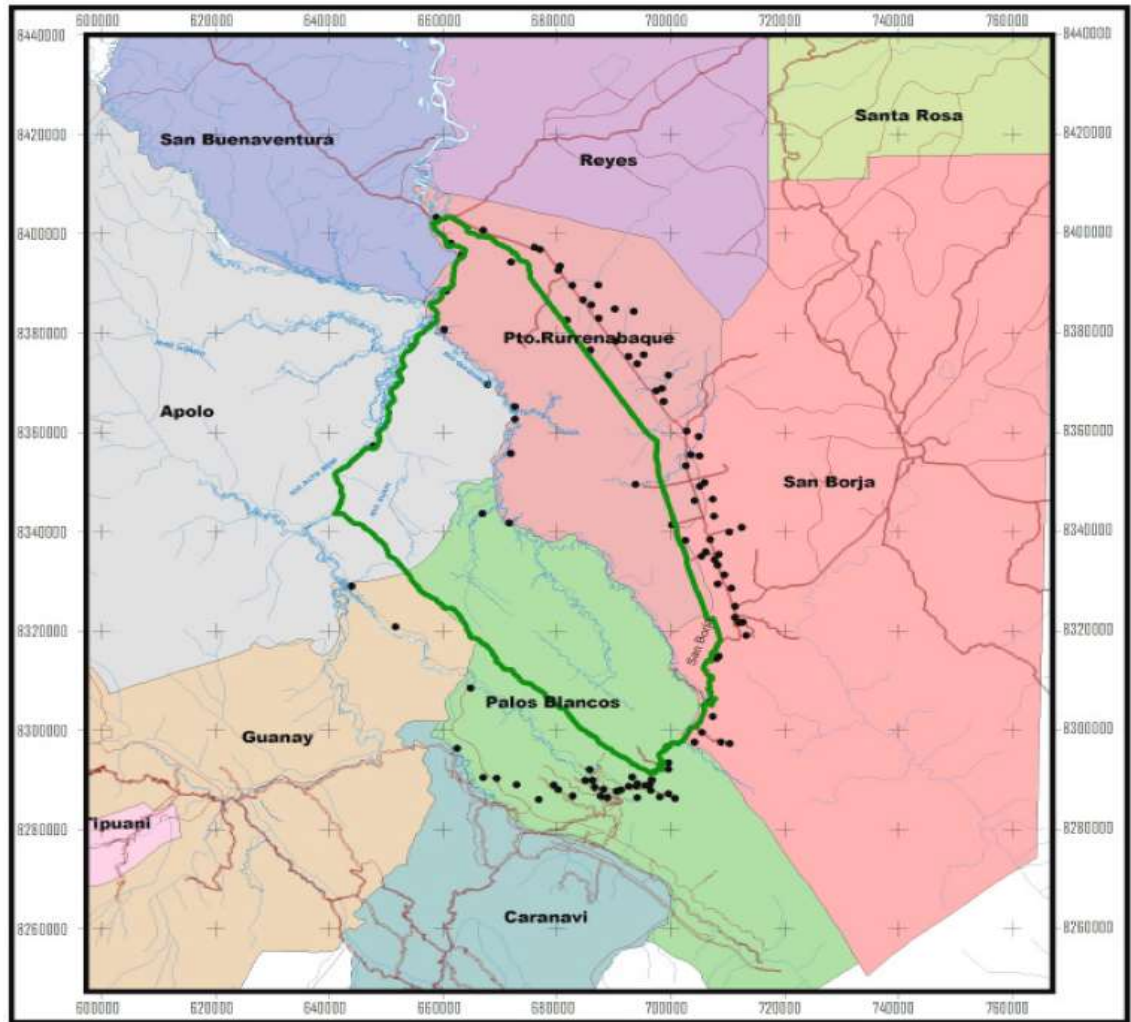 600000 620000 640000 660000 680000 700000 720000 740000 760000
8440000 8440000
Santa Rosa
San Buenaventura
8420000 8420000
Reyes
8400000 8400000
8380000 8380000
Pto.Rurrenabaque
Apolo
8360000 8360000
San Borja
8340000 8340000
8320000 8320000
San Borja
Palos Blancos
8300000 8300000
Guanay
Tipuani
8280000 8280000
Caranavi
8260000 8260000
600000 620000 640000 660000 680000 700000 720000 740000 760000